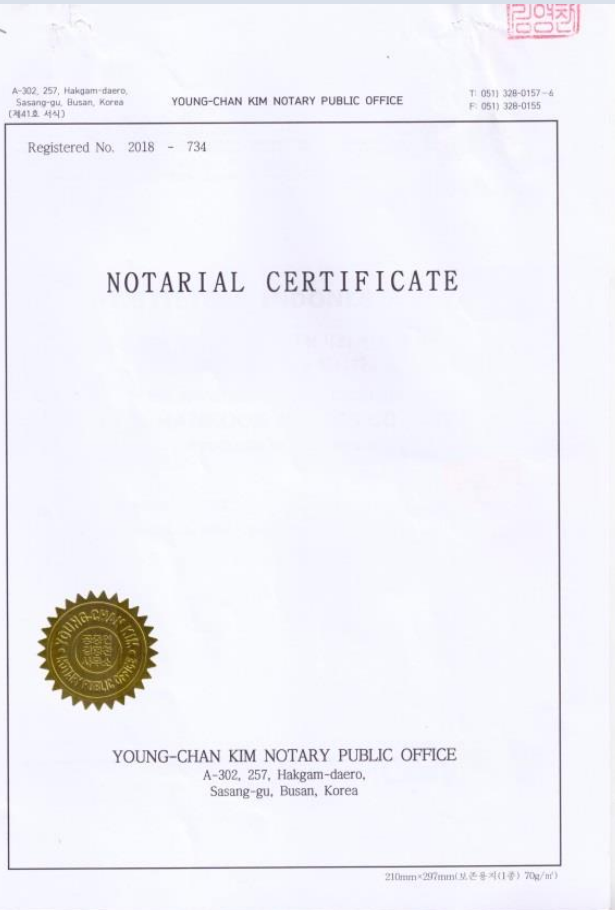 김영찬
A-302, 257, Hakgam-daero,
Sasang-gu, Busan, Korea
(제41호 서식)
YOUNG-CHAN KIM NOTARY PUBLIC OFFICE
T: 051) 328-0157~6
F: 051) 328-0155
Registered No. 2018 - 734
NOTARIAL CERTIFICATE
YOUNG-CHAN KIM
NOTARY PUBLIC OFFICE
YOUNG-CHAN KIM NOTARY PUBLIC OFFICE
A-302, 257, Hakgam-daero,
Sasang-gu, Busan, Korea
210mm×297mm(보존용지(1종) 70g/㎡)